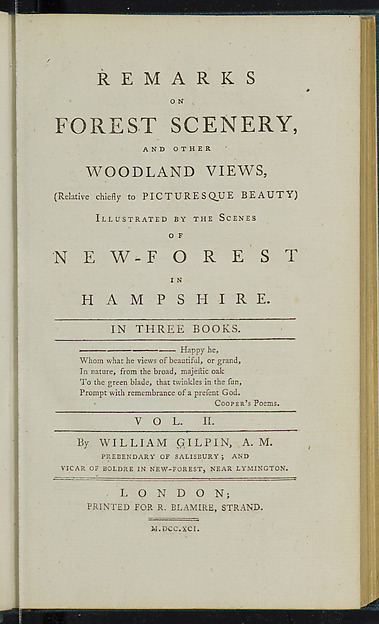 REMARKS
ON
FOREST SCENERY,
AND OTHER
WOODLAND VIEWS,
(Relative chiefly to PICTURESQUE BEAUTY)
ILLUSTRATED BY THE SCENES
OF
NEW-FOREST
IN
HAMPSHIRE.
IN THREE BOOKS.
——————— Happy he,
Whom what he views of beautiful, or grand,
In nature, from the broad, majeſtic oak
To the green blade, that twinkles in the ſun,
Prompt with remembrance of a preſent God.
COOPER's Poems.
VOL. II.
By WILLIAM GILPIN, A. M.
PREBENDARY OF SALISBURY; AND
VICAR OF BOLDRE IN NEW-FOREST, NEAR LYMINGTON.
LONDON;
PRINTED FOR R. BLAMIRE, STRAND.
M.DCC.XCI.